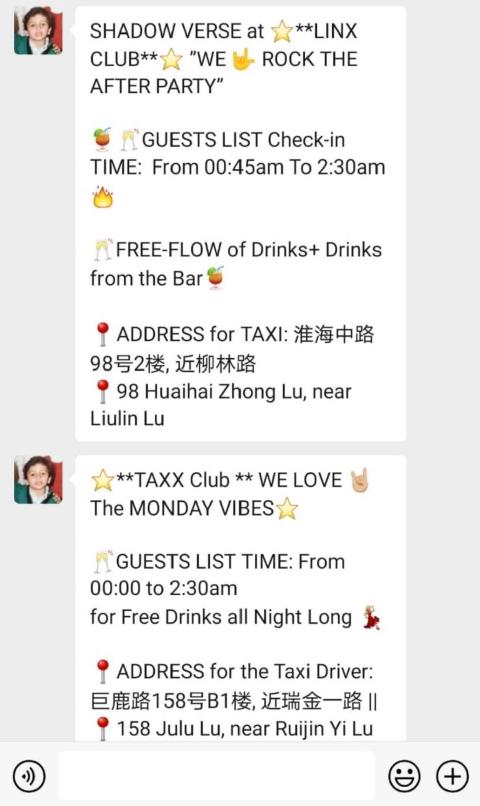 SHADOW VERSE at ⭐**LINX
CLUB**⭐ ”WE 🤟 ROCK THE
AFTER PARTY”
🍹 🥂GUESTS LIST Check-in
TIME:  From 00:45am To 2:30am
🔥
🥂FREE-FLOW of Drinks+ Drinks
from the Bar🍹
📍ADDRESS for TAXI: 淮海中路
98号2楼, 近柳林路
📍98 Huaihai Zhong Lu, near
Liulin Lu
⭐**TAXX Club ** WE LOVE 🤘🏼
The MONDAY VIBES⭐
🥂GUESTS LIST TIME: From
00:00 to 2:30am
for Free Drinks all Night Long 💃
📍ADDRESS for the Taxi Driver:
巨鹿路158号B1楼, 近瑞金一路 ||
📍158 Julu Lu, near Ruijin Yi Lu